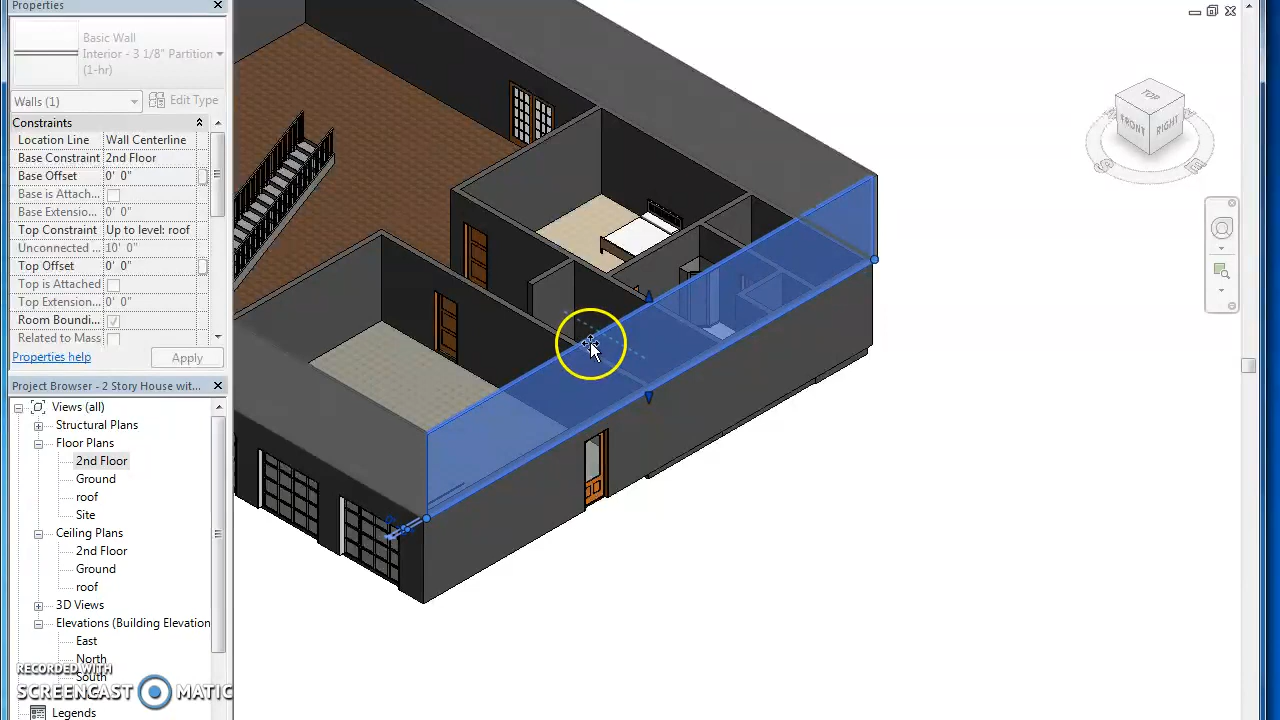 Properties
Basic Wall
Interior - 3 1/8" Partition
(1-hr)
Walls (1)
Edit Type
Constraints
Location Line Wall Centerline
Base Constraint 2nd Floor
Base Offset 0' 0"
Base is Attach...
Base Extensio... 0' 0"
Top Constraint Up to level: roof
Unconnected ... 10' 0"
Top Offset 0' 0"
Top is Attached
Top Extension... 0' 0"
Room Boundi...
Related to Mass
Properties help
Apply
Project Browser - 2 Story House wit...
Views (all)
Structural Plans
Floor Plans
2nd Floor
Ground
roof
Site
Ceiling Plans
2nd Floor
Ground
roof
3D Views
Elevations (Building Elevation
East
North
South
Legends
RECORDED WITH
SCREENCAST MATIC
TOP
FRONT
RIGHT
S
E